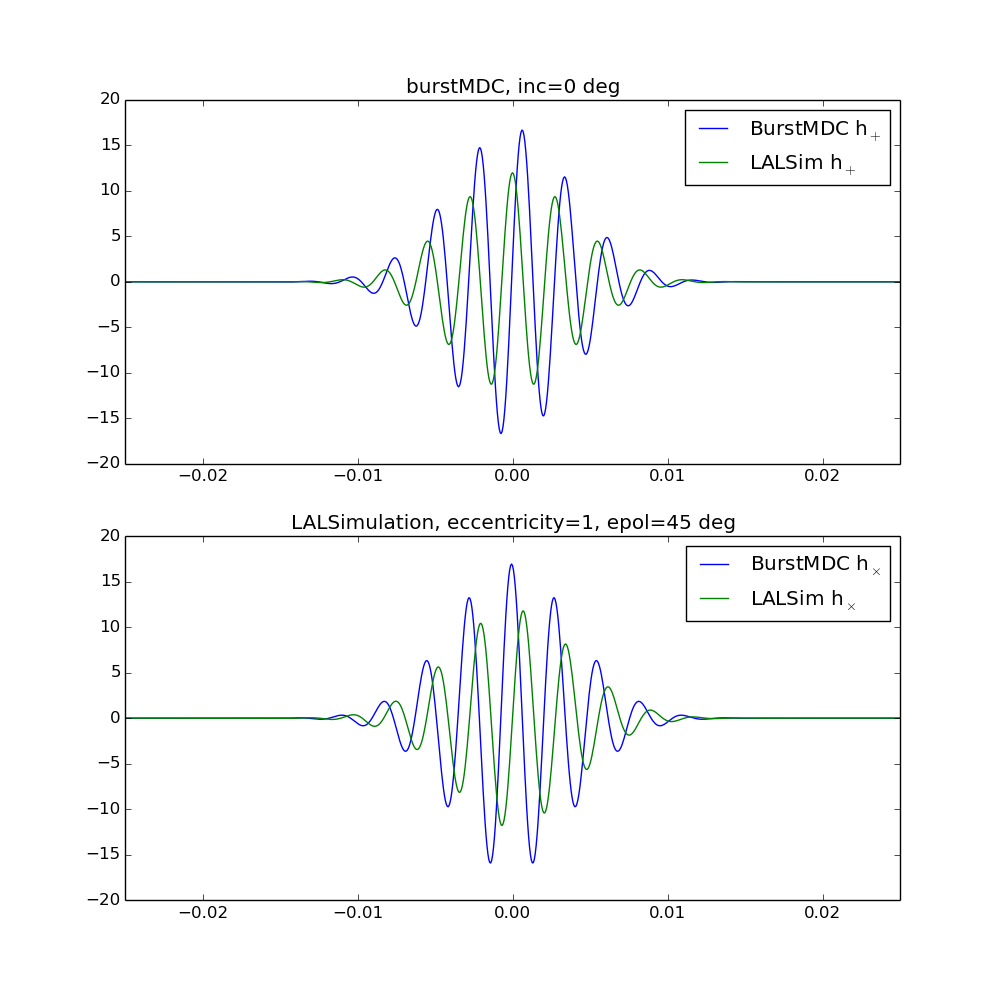 burstMDC, inc=0 deg
BurstMDC h₊
LALSim h₊
20
15
10
5
0
−5
−10
−15
−20
−0.02 −0.01 0.00 0.01 0.02
LALSimulation, eccentricity=1, epol=45 deg
BurstMDC h×
LALSim h×
20
15
10
5
0
−5
−10
−15
−20
−0.02 −0.01 0.00 0.01 0.02